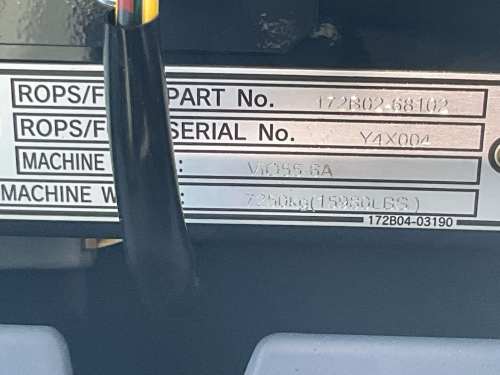 ROPS/F PART No. 172B02-68102
ROPS/F SERIAL No. Y4X004
MACHINE : ViO55-6A
MACHINE W : 7250kg(15980LBS.)
172B04-03190